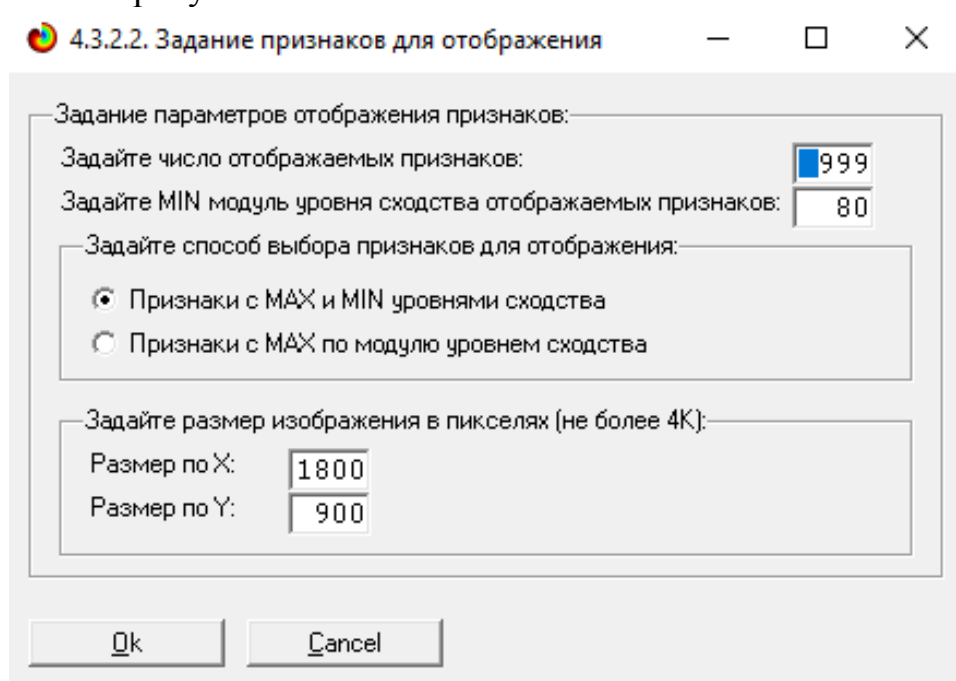 4.3.2.2. Задание признаков для отображения
Задание параметров отображения признаков:
Задайте число отображаемых признаков: 999
Задайте MIN модуль уровня сходства отображаемых признаков: 80
Задайте способ выбора признаков для отображения:
Признаки с MAX и MIN уровнями сходства
Признаки с MAX по модулю уровнем сходства
Задайте размер изображения в пикселях (не более 4K):
Размер по X: 1800
Размер по Y: 900
Ok Cancel